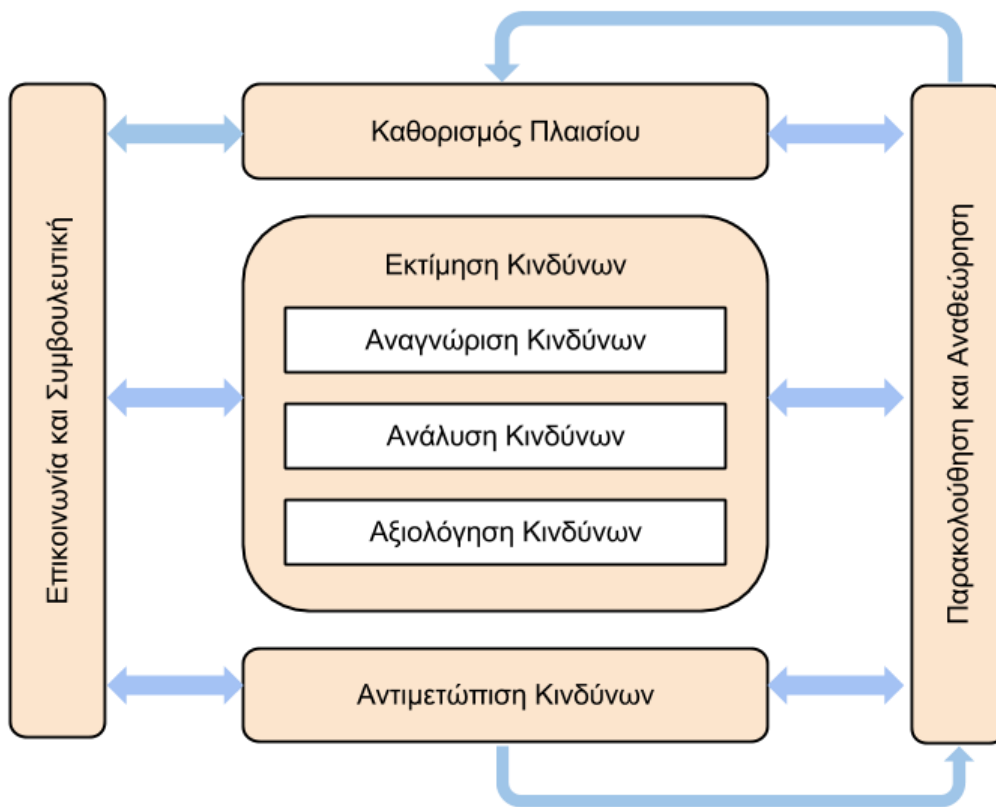 Επικοινωνία και Συμβουλευτική
Καθορισμός Πλαισίου
Εκτίμηση Κινδύνων
Αναγνώριση Κινδύνων
Ανάλυση Κινδύνων
Αξιολόγηση Κινδύνων
Αντιμετώπιση Κινδύνων
Παρακολούθηση και Αναθεώρηση